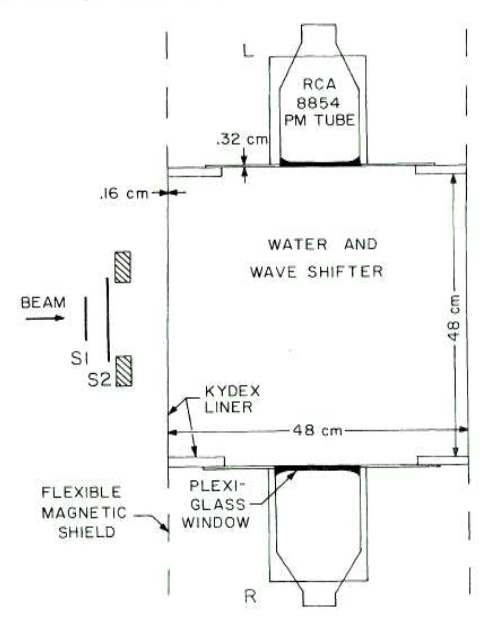 L
RCA
8854
PM TUBE
.32 cm
.16 cm
WATER AND
WAVE SHIFTER
BEAM
S1
S2
48 cm
KYDEX
LINER
48 cm
FLEXIBLE
MAGNETIC
SHIELD
PLEXI-
GLASS
WINDOW
R